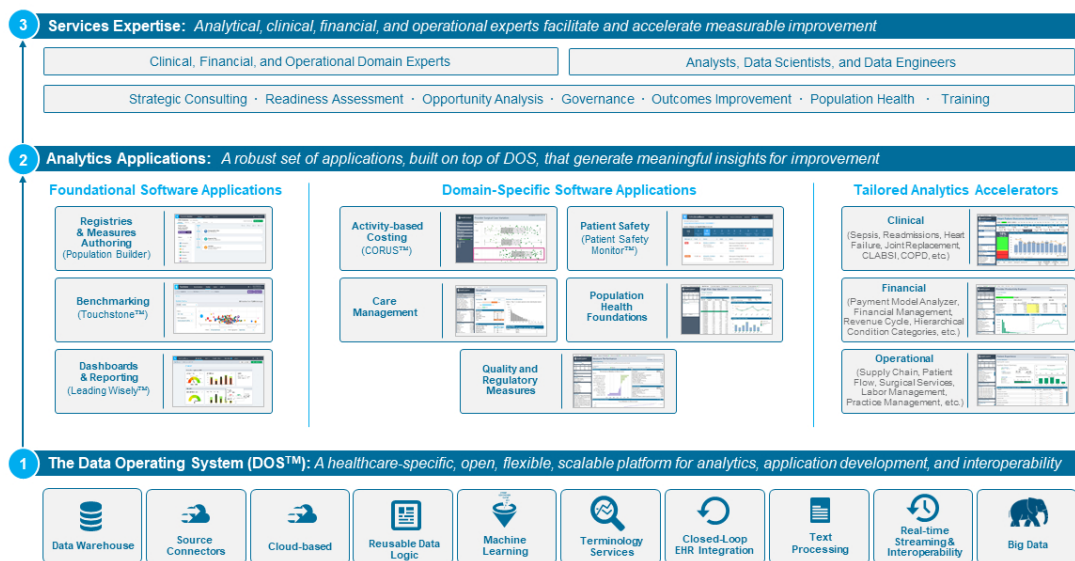 3
Services Expertise: Analytical, clinical, financial, and operational experts facilitate and accelerate measurable improvement
Clinical, Financial, and Operational Domain Experts
Analysts, Data Scientists, and Data Engineers
Strategic Consulting · Readiness Assessment · Opportunity Analysis · Governance · Outcomes Improvement · Population Health · Training
2
Analytics Applications: A robust set of applications, built on top of DOS, that generate meaningful insights for improvement
Foundational Software Applications
Registries
& Measures
Authoring
(Population Builder)
Benchmarking
(Touchstone™)
Dashboards
& Reporting
(Leading Wisely™)
Domain-Specific Software Applications
Activity-based
Costing
(CORUS™)
Patient Safety
(Patient Safety
Monitor™)
Care
Management
Population
Health
Foundations
Quality and
Regulatory
Measures
Tailored Analytics Accelerators
Clinical
(Sepsis, Readmissions, Heart
Failure, Joint Replacement,
CLABSI, COPD, etc.)
Financial
(Payment Model Analyzer,
Financial Management,
Revenue Cycle, Hierarchical
Condition Categories, etc.)
Operational
(Supply Chain, Patient
Flow, Surgical Services,
Labor Management,
Practice Management, etc.)
1
The Data Operating System (DOS™): A healthcare-specific, open, flexible, scalable platform for analytics, application development, and interoperability
Data Warehouse
Source
Connectors
Cloud-based
Reusable Data
Logic
Machine
Learning
Terminology
Services
Closed-Loop
EHR Integration
Text
Processing
Real-time
Streaming &
Interoperability
Big Data